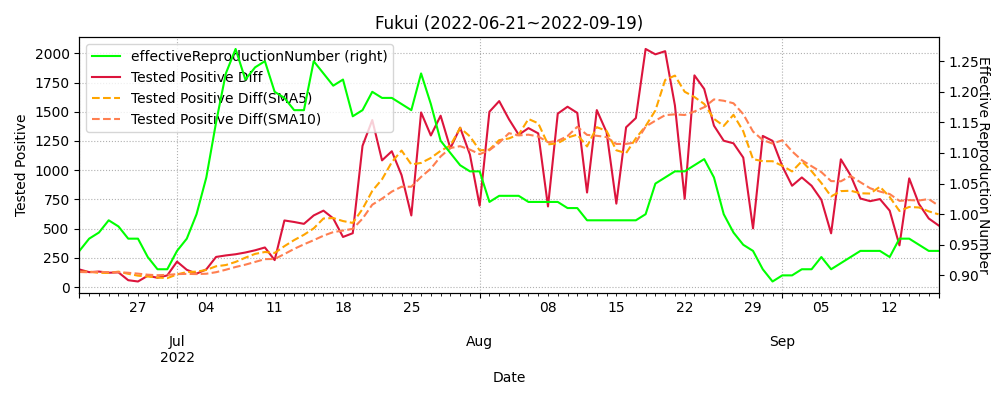 Fukui (2022-06-21~2022-09-19)
effectiveReproductionNumber (right)
Tested Positive Diff
Tested Positive Diff(SMA5)
Tested Positive Diff(SMA10)
2000
1750
1500
1250
1000
750
500
250
0
Tested Positive
1.25
1.20
1.15
1.10
1.05
1.00
0.95
0.90
Effective Reproduction Number
27 04 11 18 25 08 15 22 29 05 12
Jul Aug Sep
2022
Date